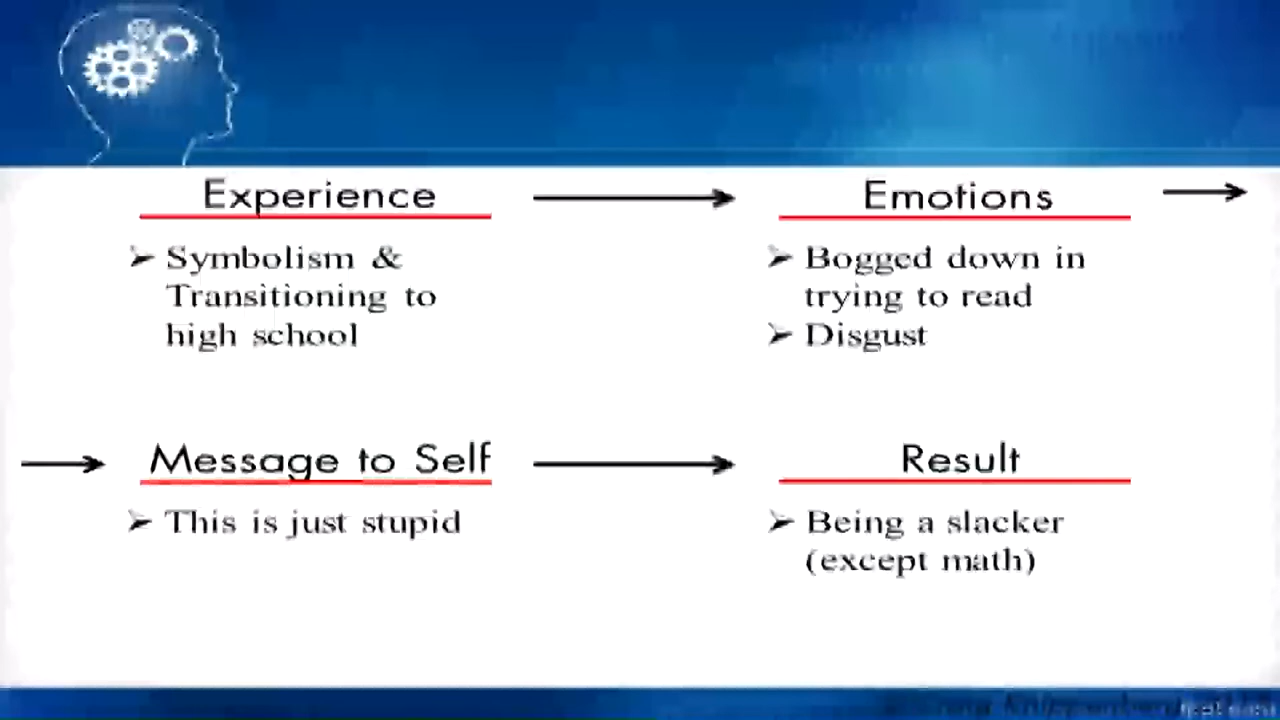 Experience
Emotions
➢ Symbolism &
Transitioning to
high school
➢ Bogged down in
trying to read
➢ Disgust
Message to Self
Result
➢ This is just stupid
➢ Being a slacker
(except math)